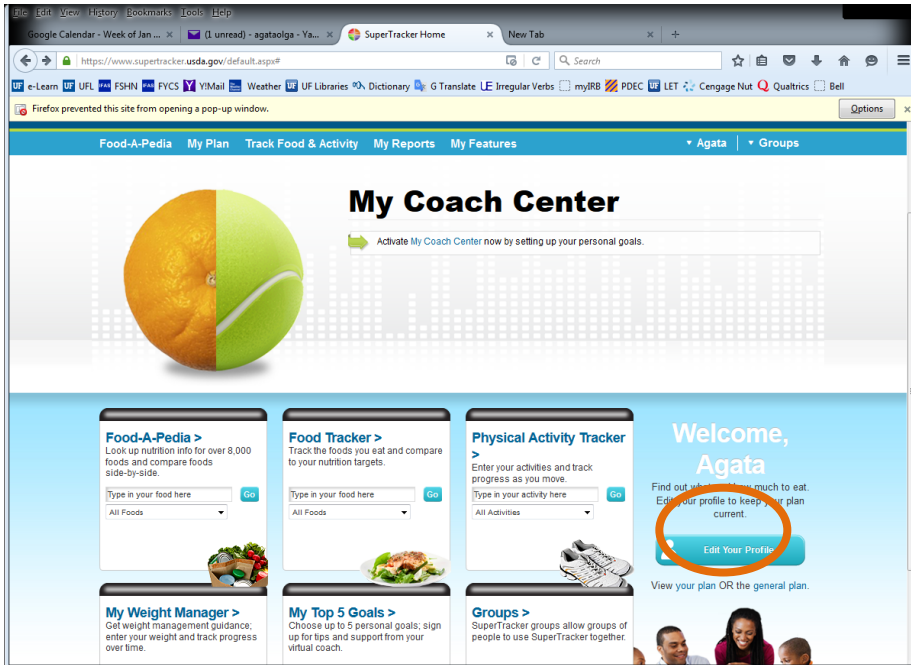 File Edit View History Bookmarks Tools Help
Google Calendar - Week of Jan ... × (1 unread) - agataolga - Ya... × SuperTracker Home × New Tab × +
https://www.supertracker.usda.gov/default.aspx# Search
e-Learn UF UFL IFAS FSHN IFAS FYCS Y!Mail Weather UF UF Libraries Dictionary G Translate LE Irregular Verbs myIRB PDEC UF LET Cengage Nut Qualtrics Bell
Firefox prevented this site from opening a pop-up window. Options ×
Food-A-Pedia My Plan Track Food & Activity My Reports My Features Agata Groups
My Coach Center
Activate My Coach Center now by setting up your personal goals.
Food-A-Pedia >
Look up nutrition info for over 8,000
foods and compare foods
side-by-side.
Type in your food here Go
All Foods
Food Tracker >
Track the foods you eat and compare
to your nutrition targets.
Type in your food here Go
All Foods
Physical Activity Tracker
>
Enter your activities and track
progress as you move.
Type in your activity here Go
All Activities
Welcome,
Agata
Find out what and how much to eat.
Edit your profile to keep your plan
current.
Edit Your Profile
View your plan OR the general plan.
My Weight Manager >
Get weight management guidance;
enter your weight and track progress
over time.
My Top 5 Goals >
Choose up to 5 personal goals; sign
up for tips and support from your
virtual coach.
Groups >
SuperTracker groups allow groups of
people to use SuperTracker together.